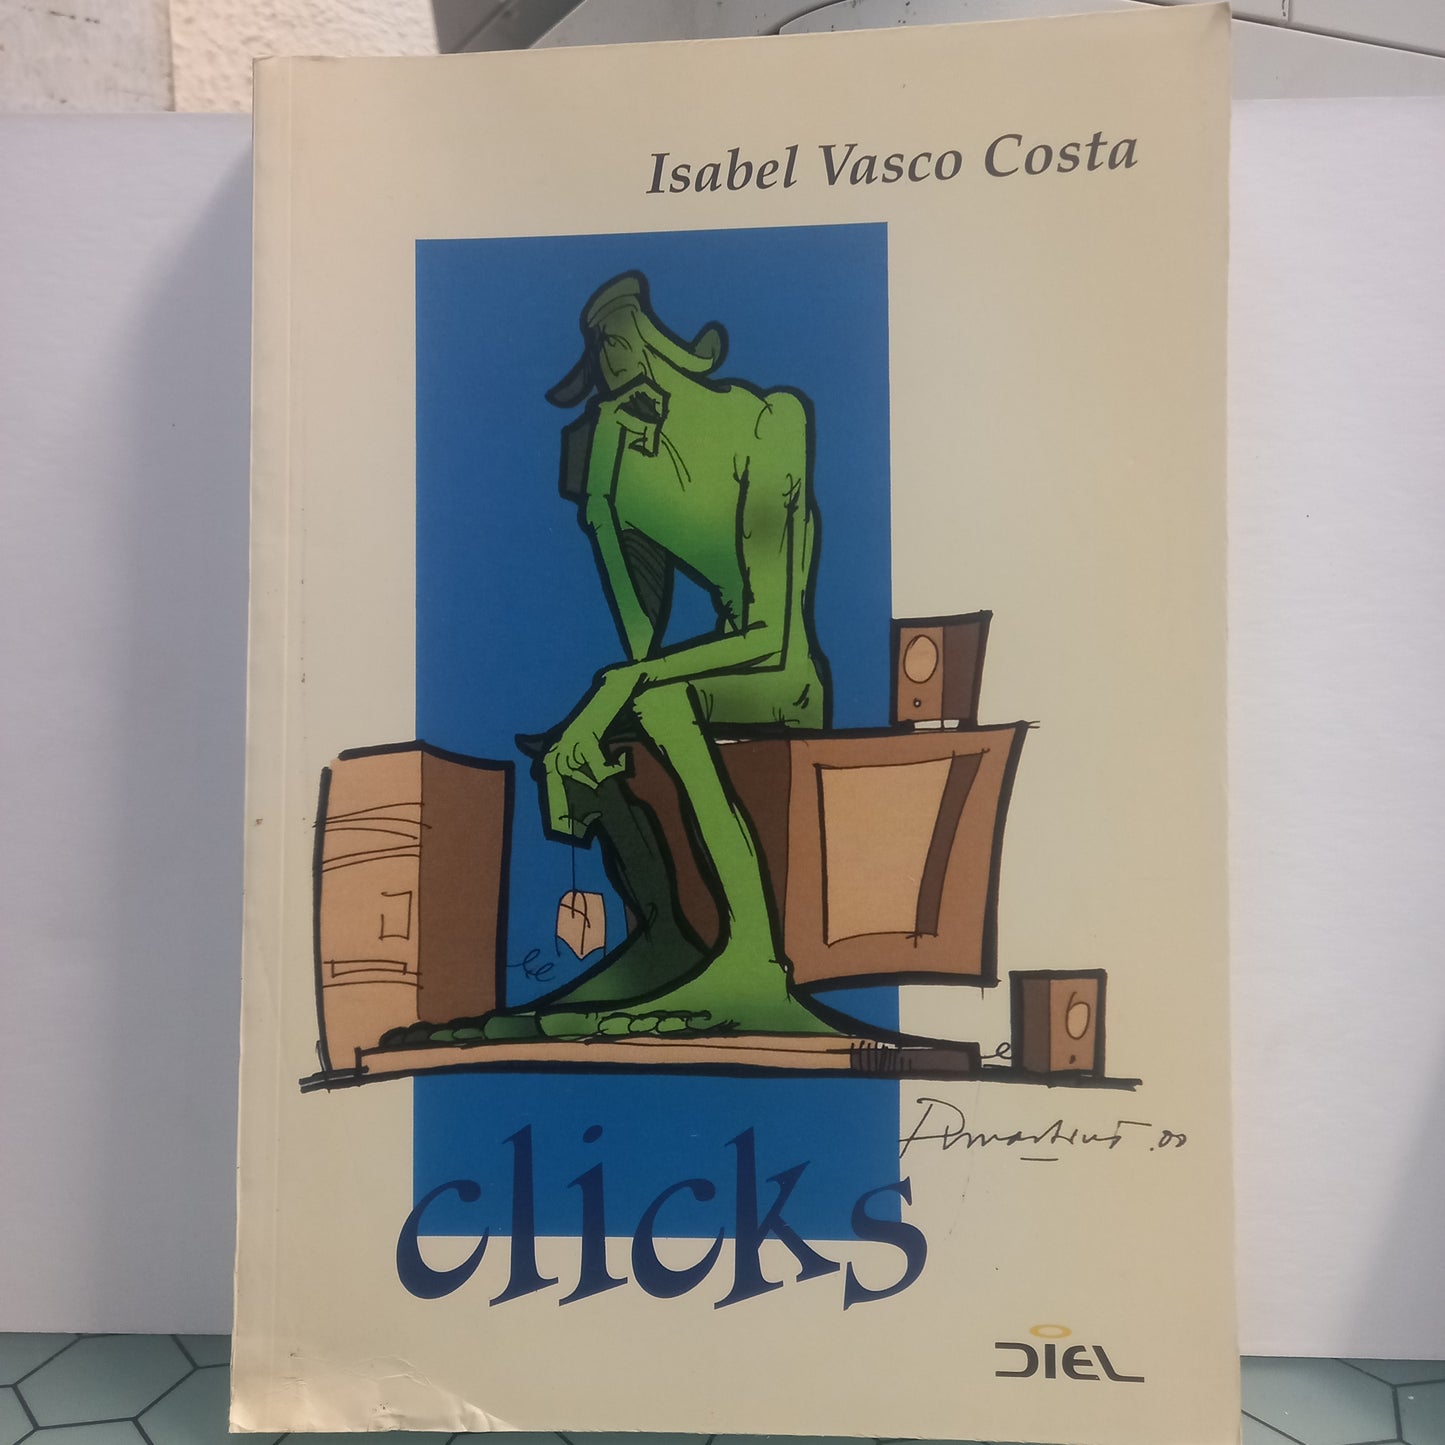 Isabel Vasco Costa
clicks
DIEL